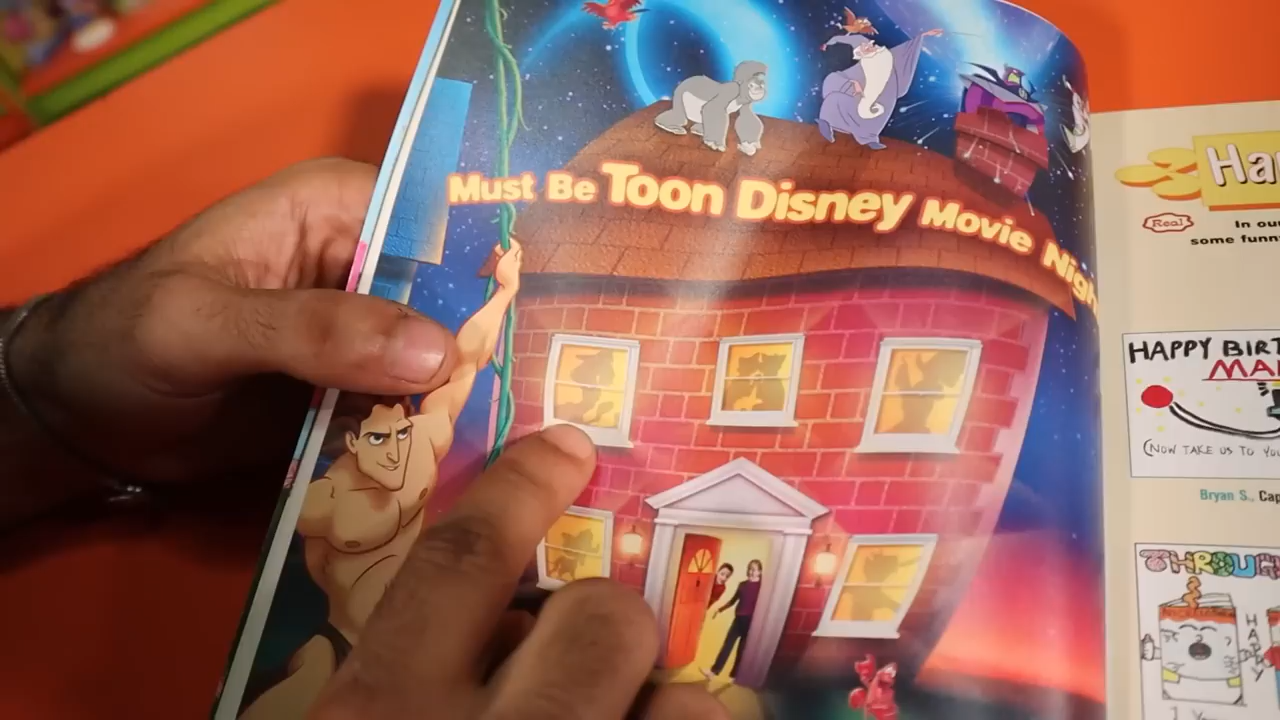 Must Be Toon Disney Movie Nigh
Ha
Real
In ou
some funn
HAPPY BIRT
MA
(NOW TAKE US TO YOU
Bryan S., Cap
THROUG
HAPPY